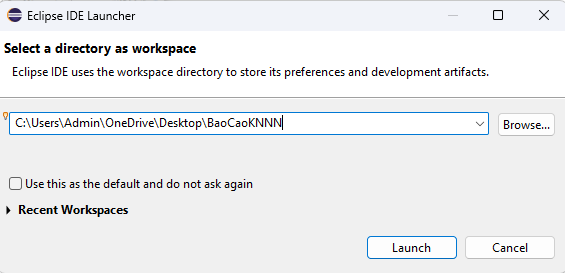 Eclipse IDE Launcher
Select a directory as workspace
Eclipse IDE uses the workspace directory to store its preferences and development artifacts.
C:\Users\Admin\OneDrive\Desktop\BaoCaoKNNN
Browse...
Use this as the default and do not ask again
Recent Workspaces
Launch
Cancel